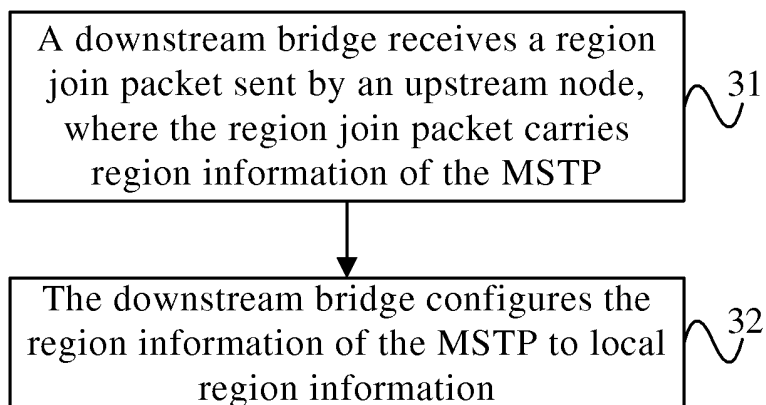 A downstream bridge receives a region
join packet sent by an upstream node,
where the region join packet carries
region information of the MSTP
31
The downstream bridge configures the
region information of the MSTP to local
region information
32